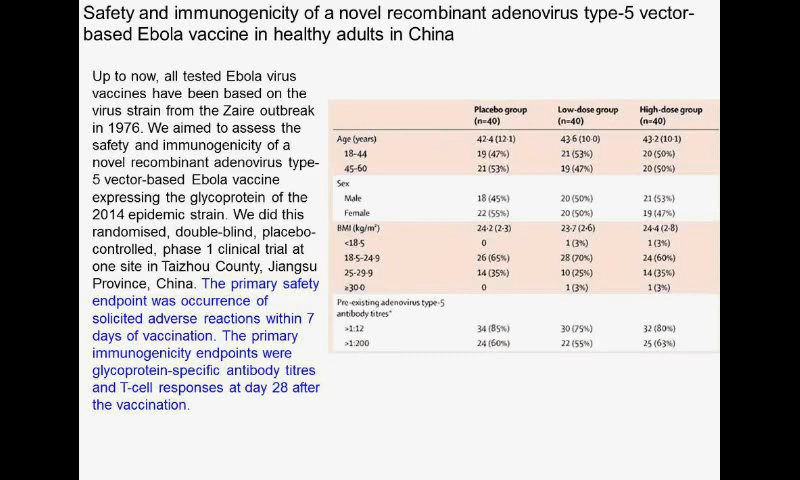 Safety and immunogenicity of a novel recombinant adenovirus type-5 vector-
based Ebola vaccine in healthy adults in China
Up to now, all tested Ebola virus
vaccines have been based on the
virus strain from the Zaire outbreak
in 1976. We aimed to assess the
safety and immunogenicity of a
novel recombinant adenovirus type-
5 vector-based Ebola vaccine
expressing the glycoprotein of the
2014 epidemic strain. We did this
randomised, double-blind, placebo-
controlled, phase 1 clinical trial at
one site in Taizhou County, Jiangsu
Province, China. The primary safety
endpoint was occurrence of
solicited adverse reactions within 7
days of vaccination. The primary
immunogenicity endpoints were
glycoprotein-specific antibody titres
and T-cell responses at day 28 after
the vaccination.
Placebo group Low-dose group High-dose group
(n=40) (n=40) (n=40)
Age (years) 42·4 (12·1) 43·6 (10·0) 43·2 (10·1)
18–44 19 (47%) 21 (53%) 20 (50%)
45–60 21 (53%) 19 (47%) 20 (50%)
Sex
Male 18 (45%) 20 (50%) 21 (53%)
Female 22 (55%) 20 (50%) 19 (47%)
BMI (kg/m²) 24·2 (2·3) 23·7 (2·6) 24·4 (2·8)
<18·5 0 1 (3%) 1 (3%)
18·5–24·9 26 (65%) 28 (70%) 24 (60%)
25–29·9 14 (35%) 10 (25%) 14 (35%)
≥30·0 0 1 (3%) 1 (3%)
Pre-existing adenovirus type-5
antibody titres*
>1:12 34 (85%) 30 (75%) 32 (80%)
>1:200 24 (60%) 22 (55%) 25 (63%)